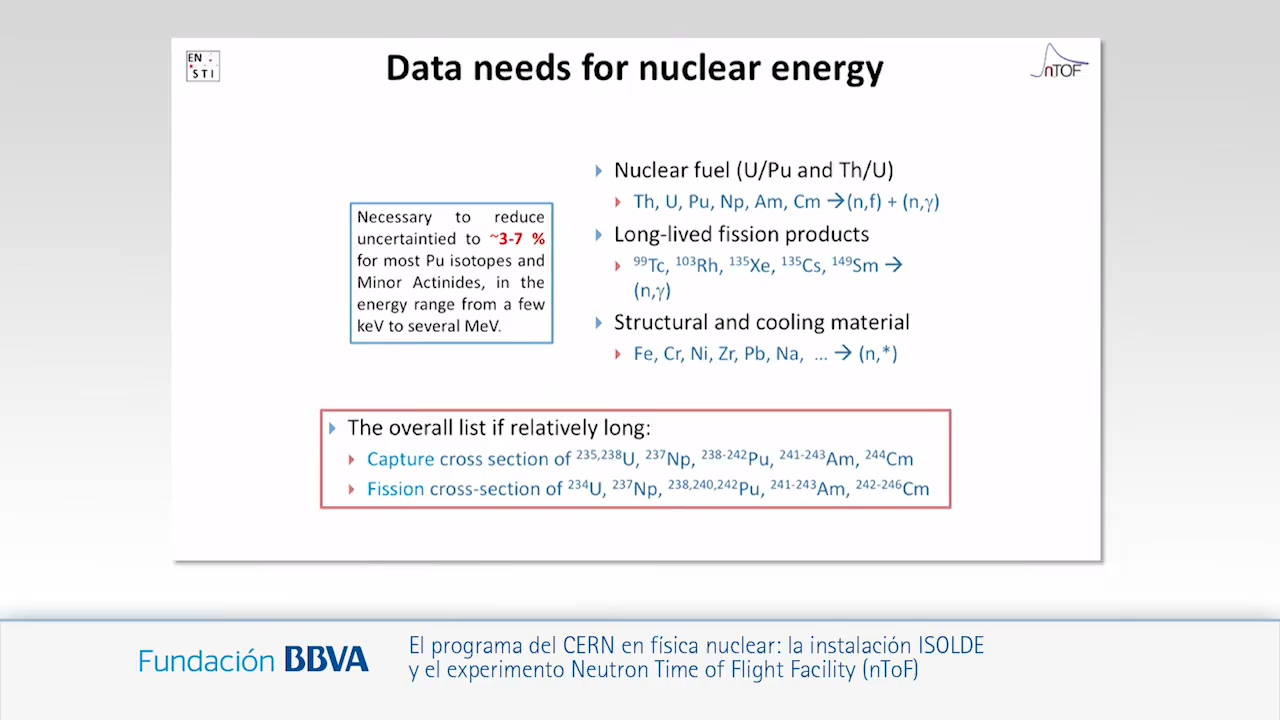 EN
STI
Data needs for nuclear energy
nTOF
Necessary to reduce
uncertaintied to ~3-7 %
for most Pu isotopes and
Minor Actinides, in the
energy range from a few
keV to several MeV.
Nuclear fuel (U/Pu and Th/U)
Th, U, Pu, Np, Am, Cm →(n,f) + (n,γ)
Long-lived fission products
⁹⁹Tc, ¹⁰³Rh, ¹³⁵Xe, ¹³⁵Cs, ¹⁴⁹Sm →
(n,γ)
Structural and cooling material
Fe, Cr, Ni, Zr, Pb, Na, ... → (n,*)
The overall list if relatively long:
Capture cross section of ²³⁵,²³⁸U, ²³⁷Np, ²³⁸⁻²⁴²Pu, ²⁴¹⁻²⁴³Am, ²⁴⁴Cm
Fission cross-section of ²³⁴U, ²³⁷Np, ²³⁸,²⁴⁰,²⁴²Pu, ²⁴¹⁻²⁴³Am, ²⁴²⁻²⁴⁶Cm
Fundación BBVA
El programa del CERN en física nuclear: la instalación ISOLDE
y el experimento Neutron Time of Flight Facility (nToF)